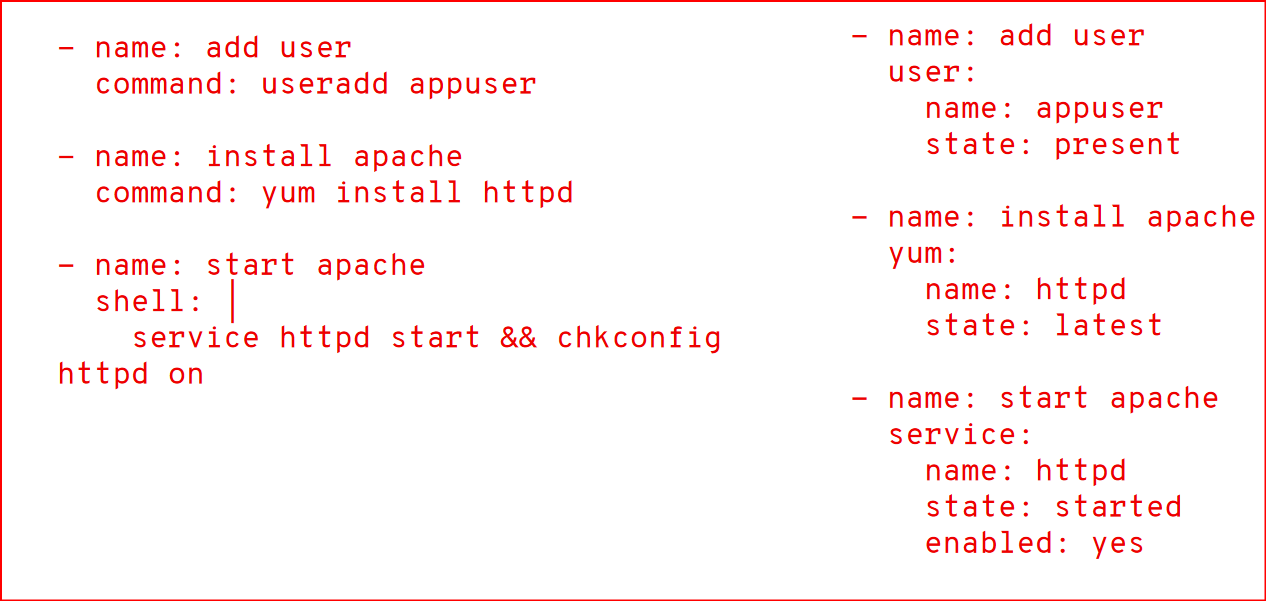 - name: add user
  command: useradd appuser

- name: install apache
  command: yum install httpd

- name: start apache
  shell: |
    service httpd start && chkconfig
httpd on

- name: add user
  user:
    name: appuser
    state: present

- name: install apache
  yum:
    name: httpd
    state: latest

- name: start apache
  service:
    name: httpd
    state: started
    enabled: yes